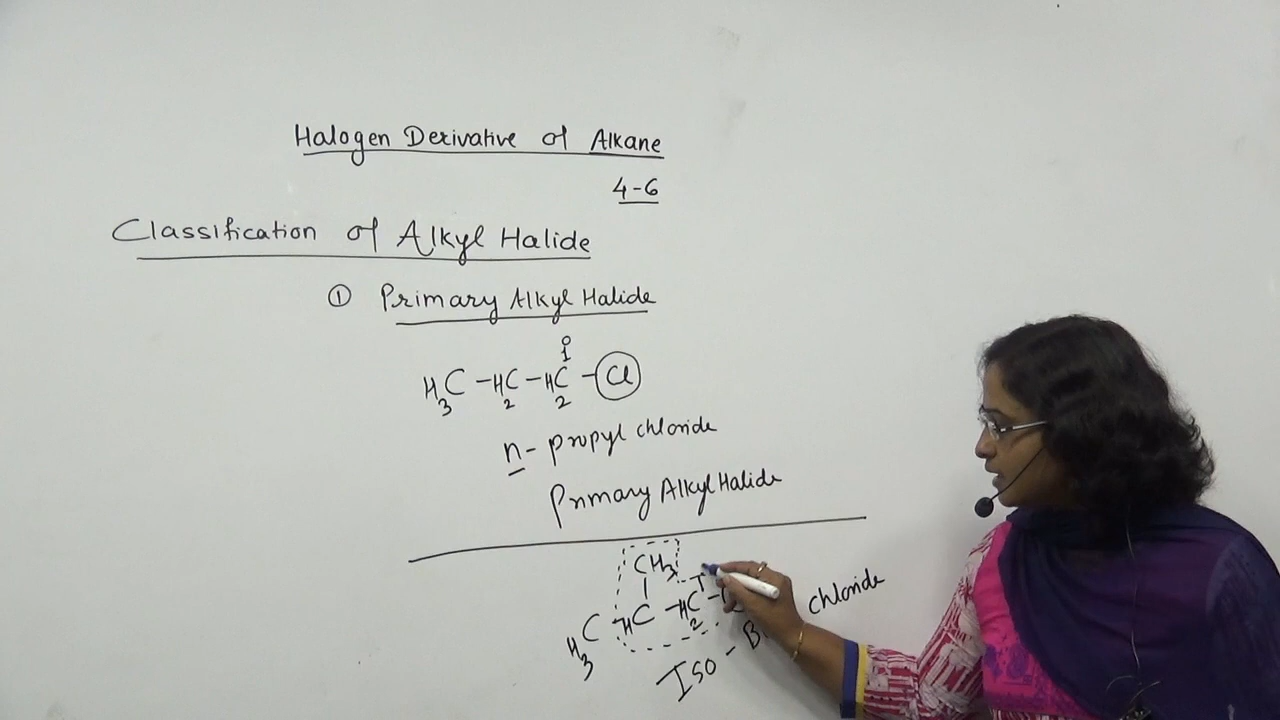 Halogen Derivative of Alkane
4-6
Classification of Alkyl Halide
① Primary Alkyl Halide
1°
H3C - H2C - H2C - Cl
n- propyl chloride
Primary Alkyl Halide
CH3
H3C - HC - H2C -
Iso - chloride